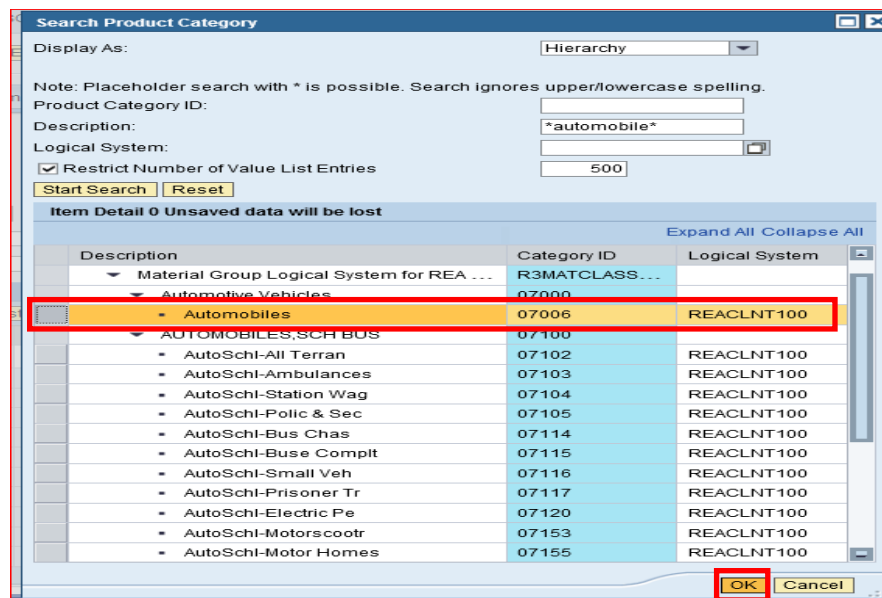 Search Product Category
Display As: Hierarchy
Note: Placeholder search with * is possible. Search ignores upper/lowercase spelling.
Product Category ID:
Description: *automobile*
Logical System:
Restrict Number of Value List Entries 500
Start Search Reset
Item Detail 0 Unsaved data will be lost
Expand All Collapse All
Description Category ID Logical System
Material Group Logical System for REA ... R3MATCLASS...
Automotive Vehicles 07000
Automobiles 07006 REACLNT100
AUTOMOBILES,SCH BUS 07100
AutoSchl-All Terran 07102 REACLNT100
AutoSchl-Ambulances 07103 REACLNT100
AutoSchl-Station Wag 07104 REACLNT100
AutoSchl-Polic & Sec 07105 REACLNT100
AutoSchl-Bus Chas 07114 REACLNT100
AutoSchl-Buse Complt 07115 REACLNT100
AutoSchl-Small Veh 07116 REACLNT100
AutoSchl-Prisoner Tr 07117 REACLNT100
AutoSchl-Electric Pe 07120 REACLNT100
AutoSchl-Motorscootr 07153 REACLNT100
AutoSchl-Motor Homes 07155 REACLNT100
OK Cancel